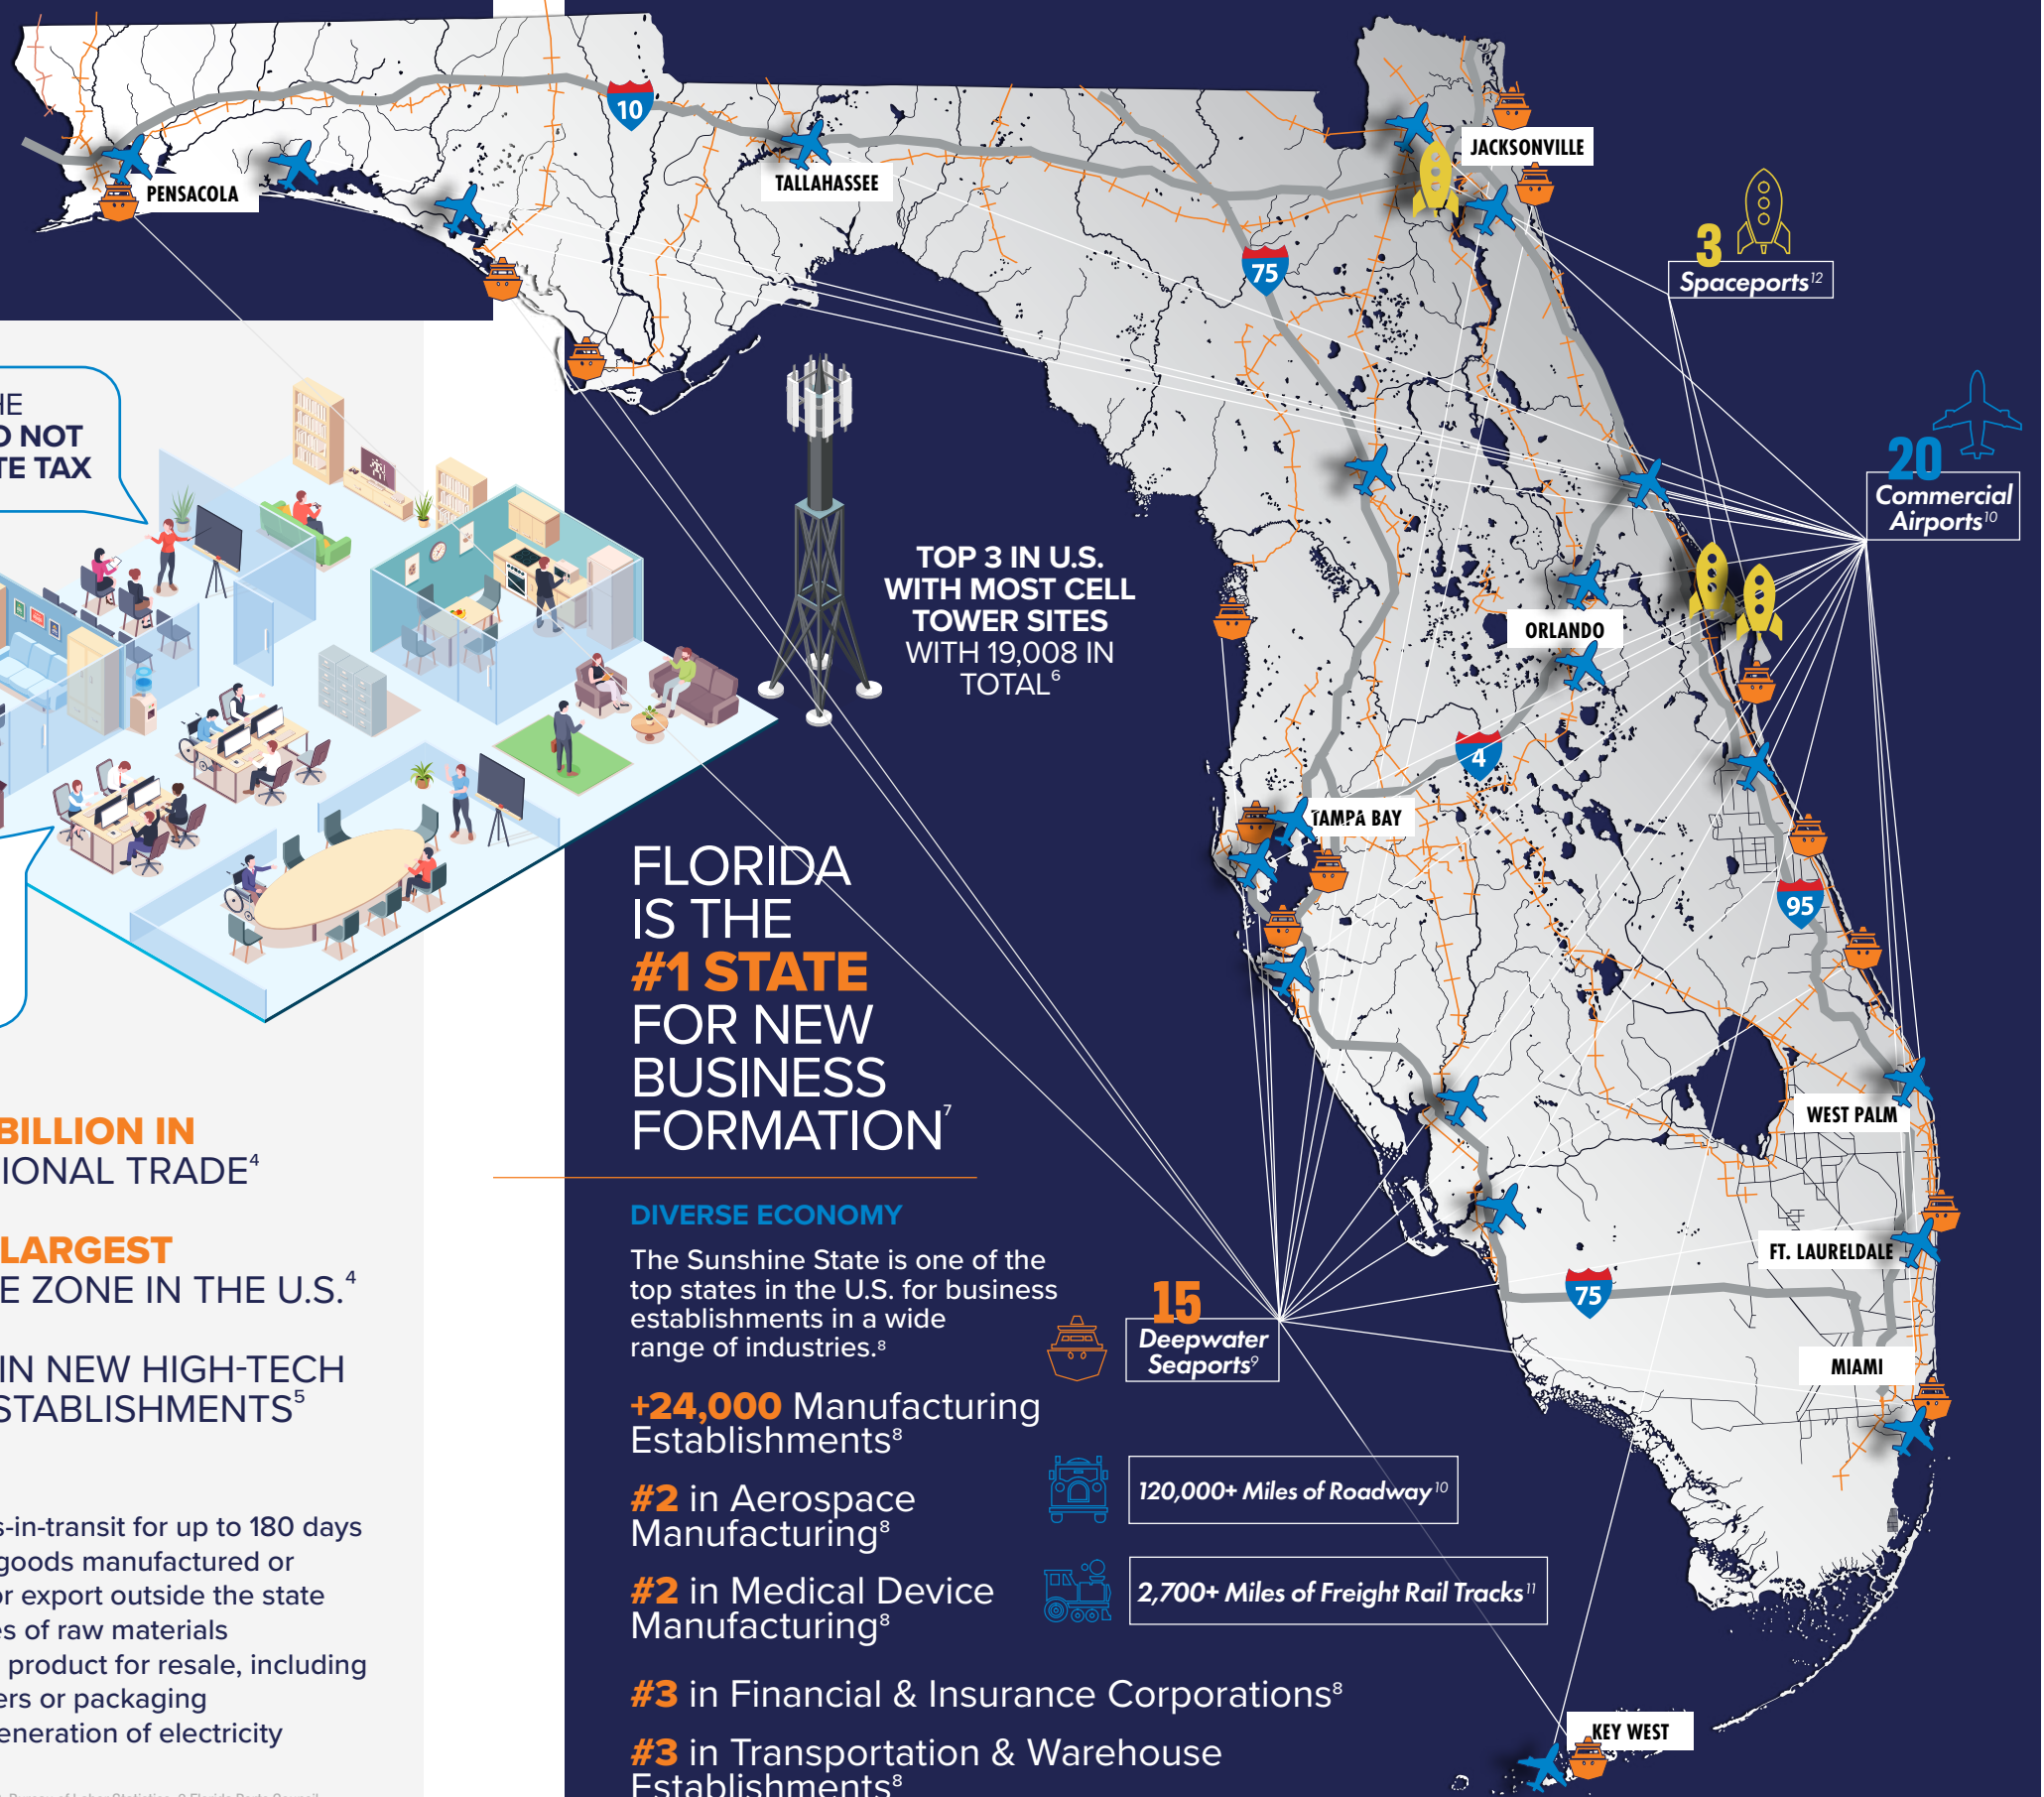 10
PENSACOLA
TALLAHASSEE
JACKSONVILLE
75
3
Spaceports12
20
Commercial
Airports10
HE
NOT
TE TAX
TOP 3 IN U.S.
WITH MOST CELL
TOWER SITES
WITH 19,008 IN
TOTAL6
ORLANDO
4
TAMPA BAY
95
FLORIDA
IS THE
#1 STATE
FOR NEW
BUSINESS
FORMATION7
WEST PALM
BILLION IN
IONAL TRADE4
LARGEST
E ZONE IN THE U.S.4
IN NEW HIGH-TECH
STABLISHMENTS5
DIVERSE ECONOMY
The Sunshine State is one of the
top states in the U.S. for business
establishments in a wide
range of industries.8
15
Deepwater
Seaports9
FT. LAURELDALE
75
MIAMI
+24,000 Manufacturing
Establishments8
#2 in Aerospace
Manufacturing8
#2 in Medical Device
Manufacturing8
#3 in Financial & Insurance Corporations8
#3 in Transportation & Warehouse
Establishments8
120,000+ Miles of Roadway10
2,700+ Miles of Freight Rail Tracks11
KEY WEST
s-in-transit for up to 180 days
goods manufactured or
or export outside the state
es of raw materials
product for resale, including
ers or packaging
eneration of electricity